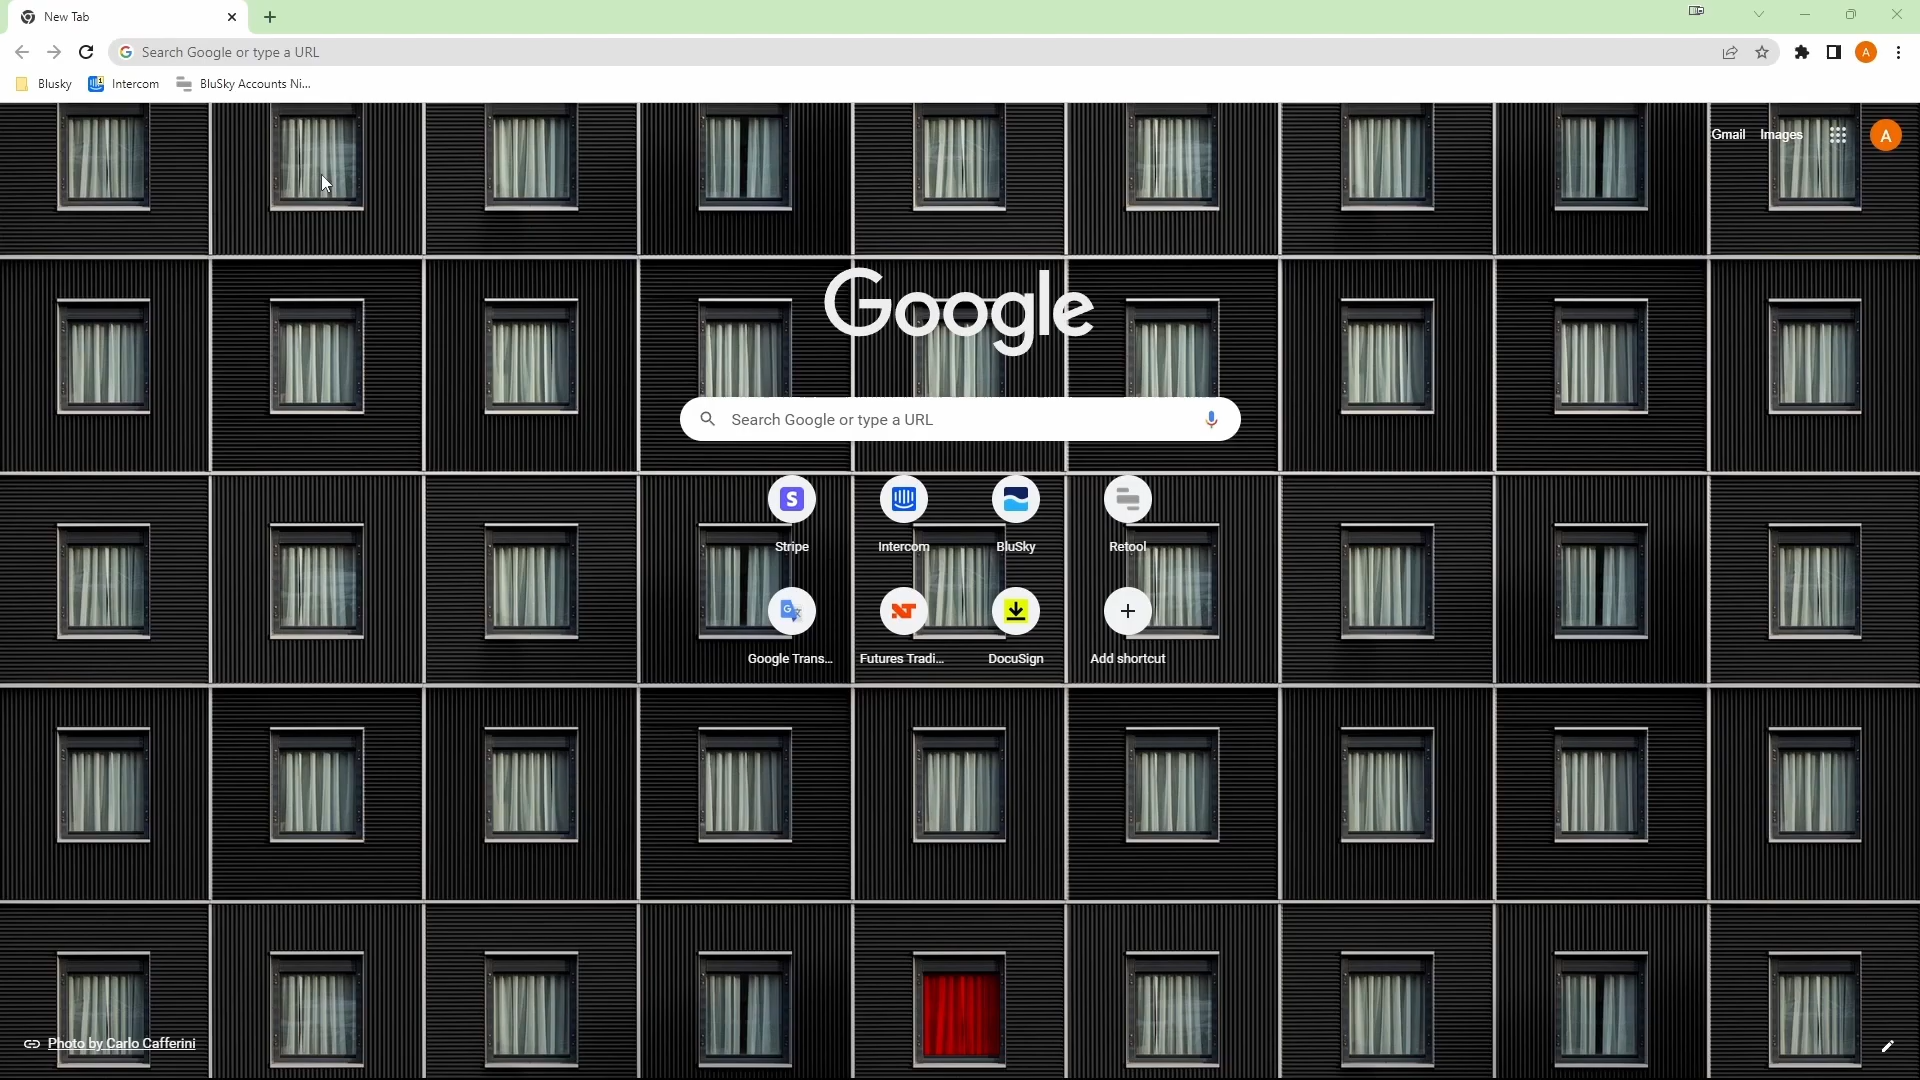 New Tab
Search Google or type a URL
Blusky
Intercom
BluSky Accounts Ni...
Gmail
Images
A
Google
Search Google or type a URL
Stripe
Intercom
BluSky
Retool
Google Trans...
Futures Tradi...
DocuSign
Add shortcut
Photo by Carlo Cafferini